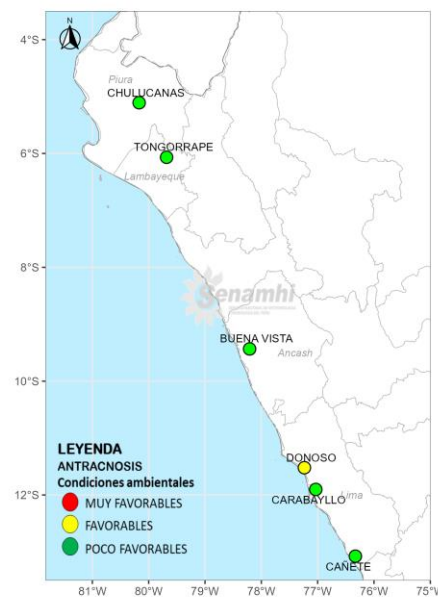 N
4°S
6°S
8°S
10°S
12°S
Piura
CHULUCANAS
TONGORRAPE
Lambayeque
Senamhi
BUENA VISTA
Ancash
DONOSO
CARABAYLLO
Lima
CAÑETE
LEYENDA
ANTRACNOSIS
Condiciones ambientales
MUY FAVORABLES
FAVORABLES
POCO FAVORABLES
81°W 80°W 79°W 78°W 77°W 76°W 75°W